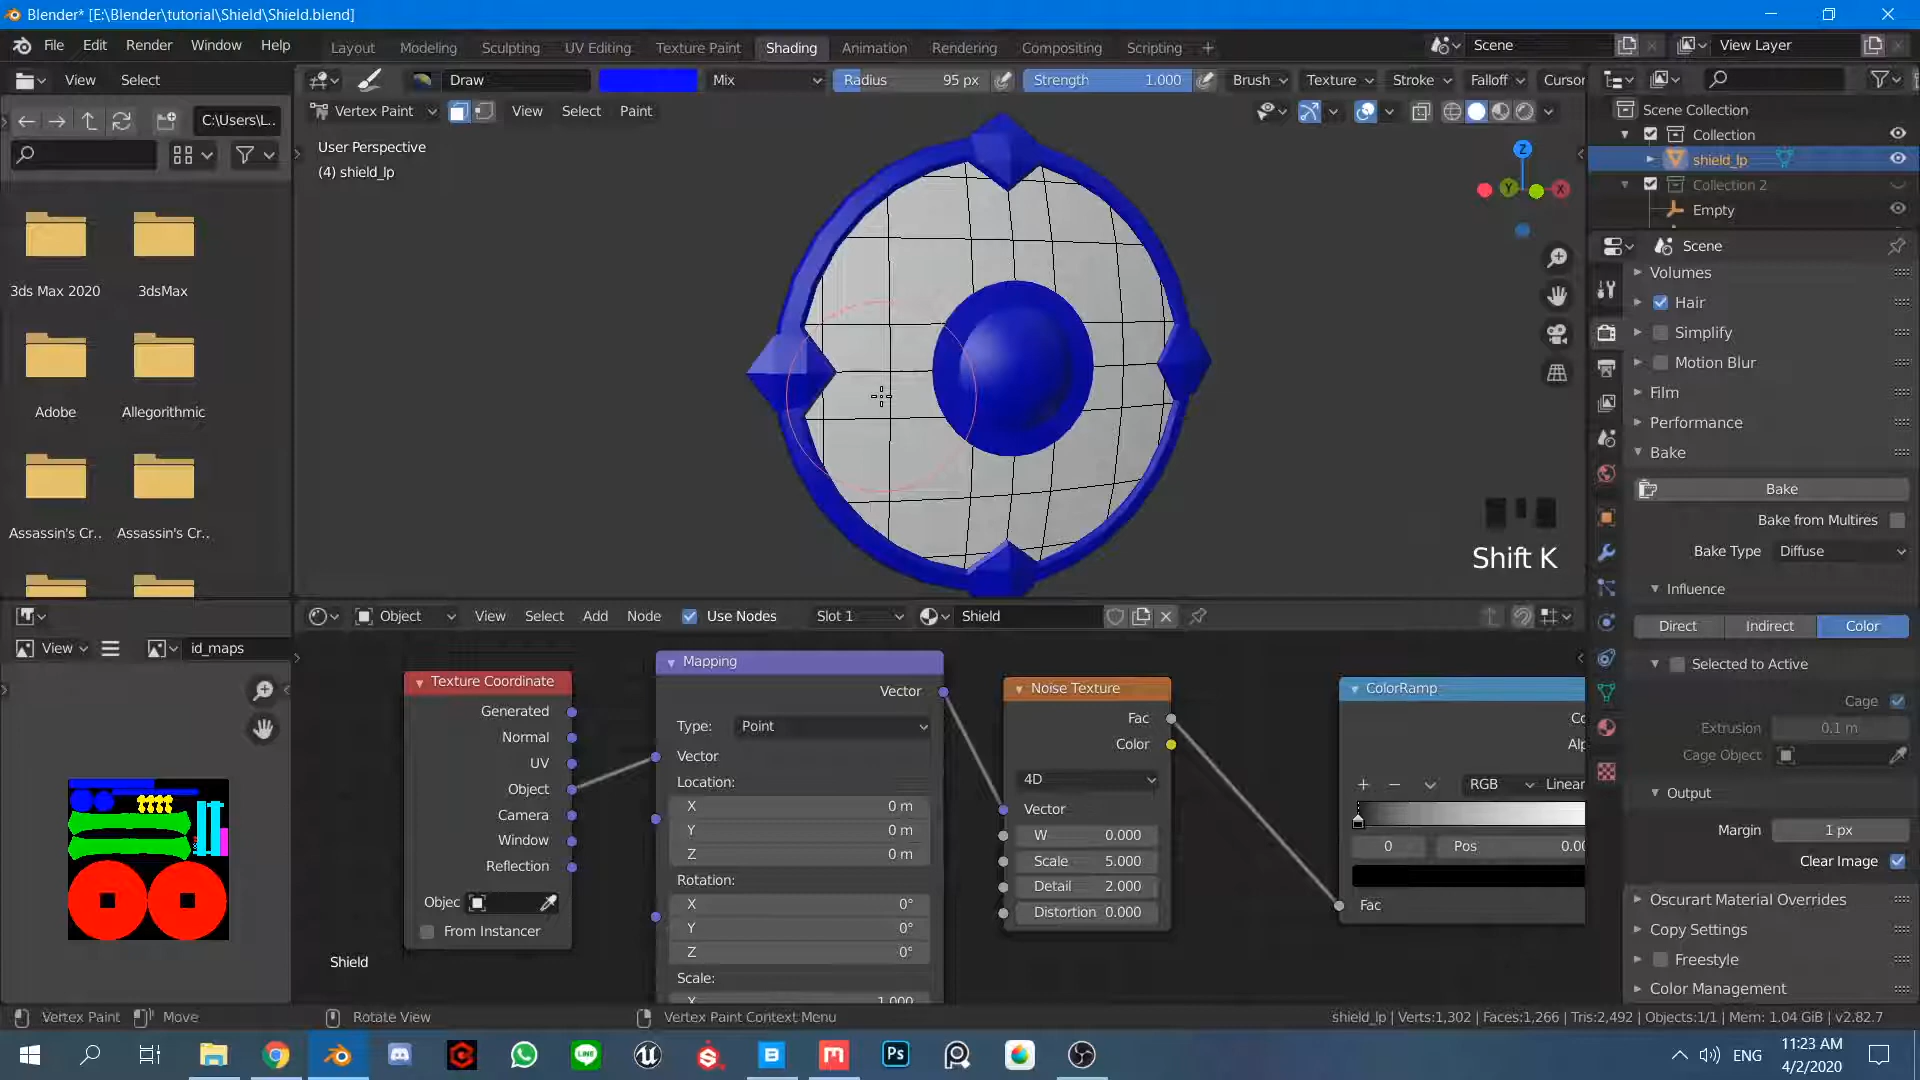 Blender* [E:\Blender\tutorial\Shield\Shield.blend]
File Edit Render Window Help
Layout Modeling Sculpting UV Editing Texture Paint Shading Animation Rendering Compositing Scripting
Scene
View Layer
View Select
Draw
Mix
Radius 95 px
Strength 1.000
Brush Texture Stroke Falloff Cursor
C:\Users\L..
Vertex Paint
View Select Paint
User Perspective
(4) shield_lp
3ds Max 2020
3dsMax
Adobe
Allegorithmic
Assassin's Cr..
Assassin's Cr..
Z
Y
X
Shift K
Scene Collection
Collection
shield_lp
Collection 2
Empty
Scene
Volumes
Hair
Simplify
Motion Blur
Film
Performance
Bake
Bake
Bake from Multires
Bake Type Diffuse
Influence
Direct Indirect Color
Selected to Active
Cage
Extrusion 0.1 m
Cage Object
Output
Margin 1 px
Clear Image
Oscurart Material Overrides
Copy Settings
Freestyle
Color Management
View
id_maps
Object View Select Add Node Use Nodes Slot 1 Shield
Texture Coordinate
Generated
Normal
UV
Object
Camera
Window
Reflection
Objec
From Instancer
Shield
Mapping
Vector
Type: Point
Vector
Location:
X 0 m
Y 0 m
Z 0 m
Rotation:
X 0°
Y 0°
Z 0°
Scale:
X 1.000
Noise Texture
Fac
Color
4D
Vector
W 0.000
Scale 5.000
Detail 2.000
Distortion 0.000
ColorRamp
Co
Alp
RGB Linear
0 Pos 0.00
Fac
Vertex Paint Move Rotate View Vertex Paint Context Menu
shield_lp | Verts:1,302 | Faces:1,266 | Tris:2,492 | Objects:1/1 | Mem: 1.04 GiB | v2.82.7
Ps
ENG
11:23 AM
4/2/2020